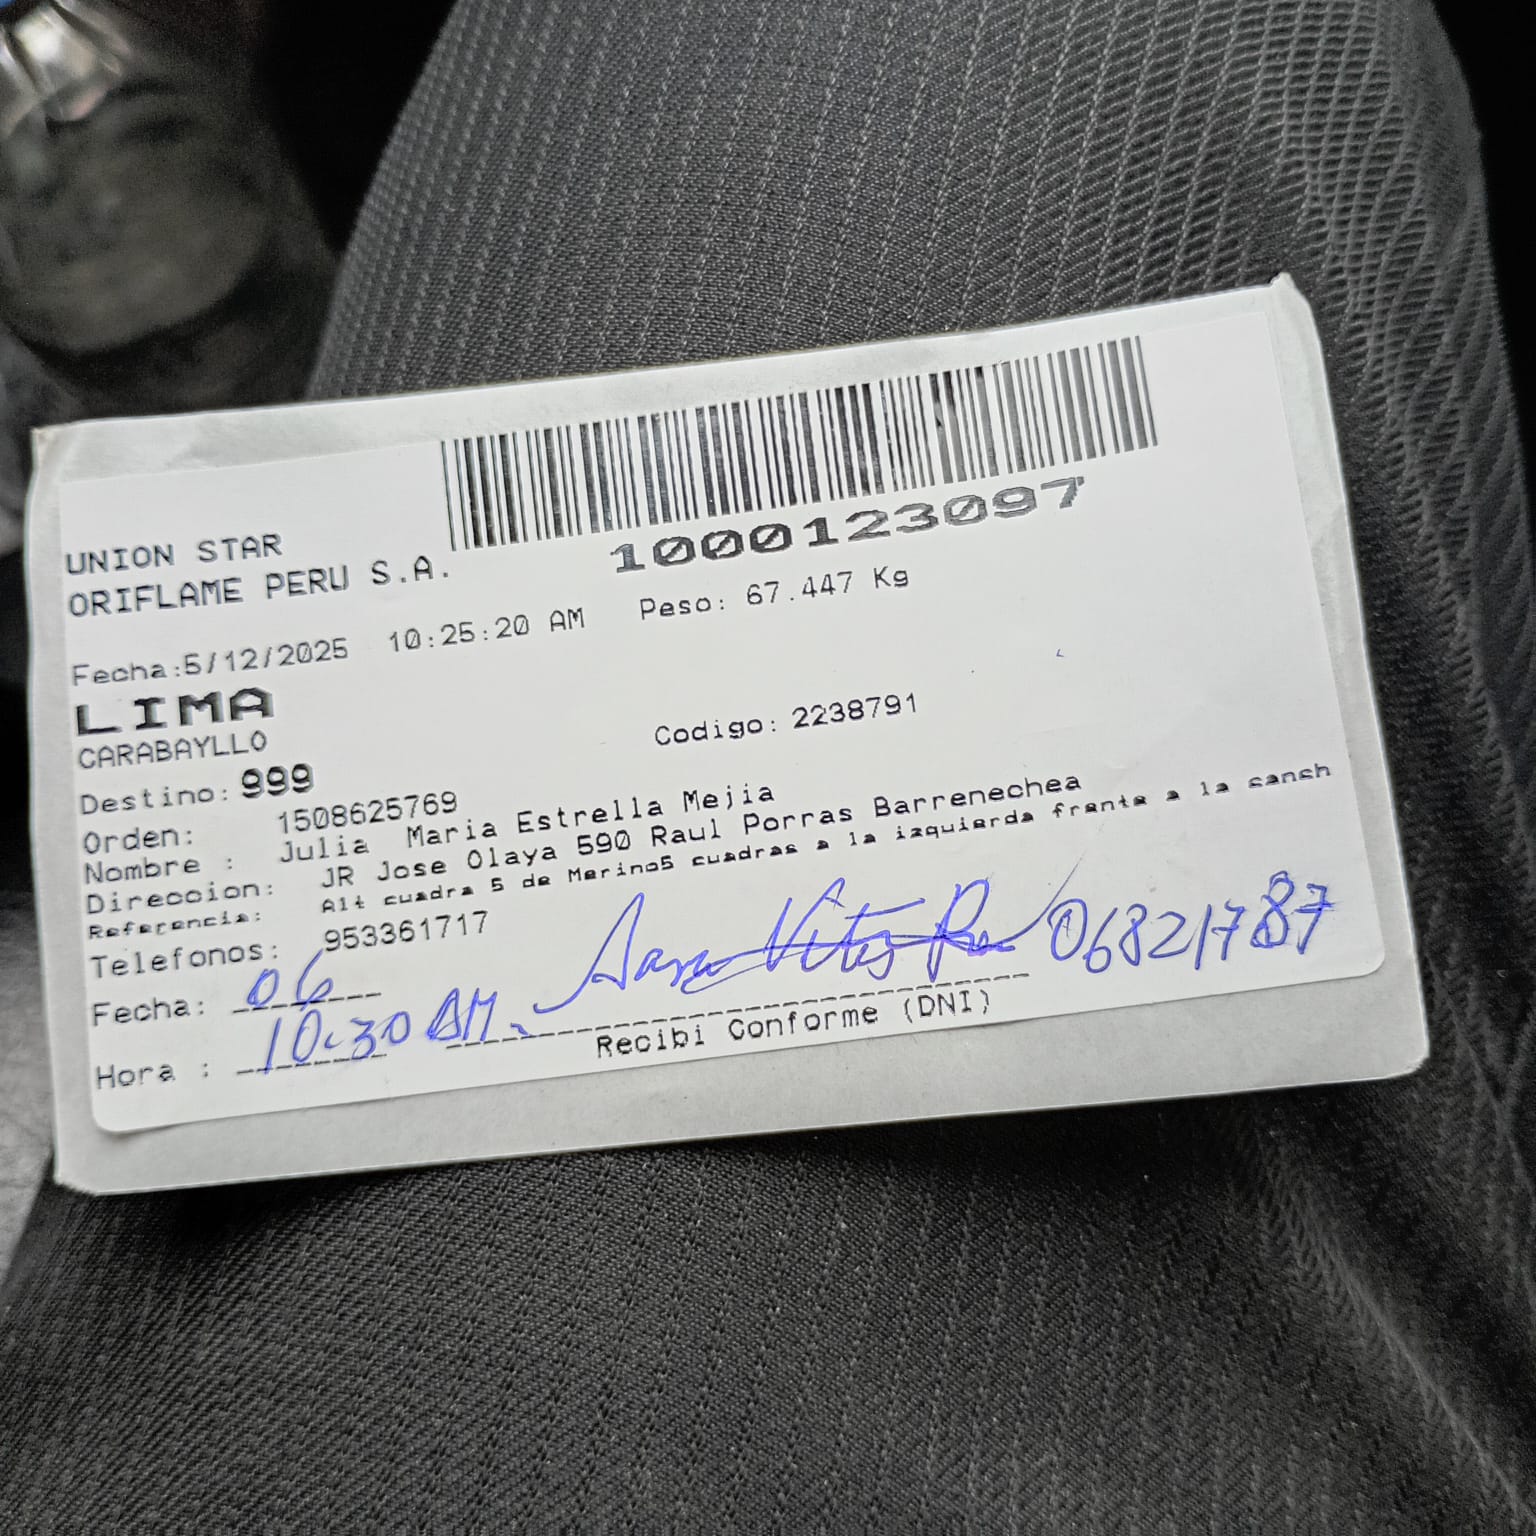 1000123097
UNION STAR
ORIFLAME PERU S.A.
Fecha:5/12/2025 10:25:20 AM Peso: 67.447 Kg
LIMA
CARABAYLLO
Codigo: 2238791
Destino: 999
Orden: 1508625769
Nombre : Julia Maria Estrella Mejia
Direccion: JR Jose Olaya 590 Raul Porras Barrenechea
Referencia: Alt cuadra 5 de Merino5 cuadras a la izquierda frente a la canch
Telefonos: 953361717
Fecha: 06
06821787
Hora : 10:30 AM.
Recibi Conforme (DNI)